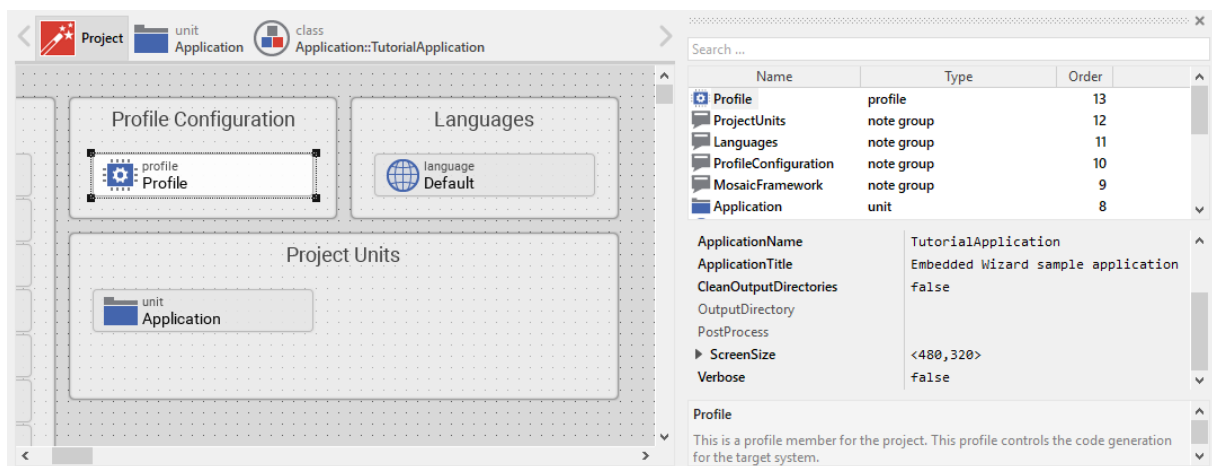 Project
unit
Application
class
Application::TutorialApplication
Profile Configuration
profile
Profile
Languages
language
Default
Project Units
unit
Application
Search ...
Name Type Order
Profile profile 13
ProjectUnits note group 12
Languages note group 11
ProfileConfiguration note group 10
MosaicFramework note group 9
Application unit 8
ApplicationName TutorialApplication
ApplicationTitle Embedded Wizard sample application
CleanOutputDirectories false
OutputDirectory
PostProcess
ScreenSize <480,320>
Verbose false
Profile
This is a profile member for the project. This profile controls the code generation
for the target system.